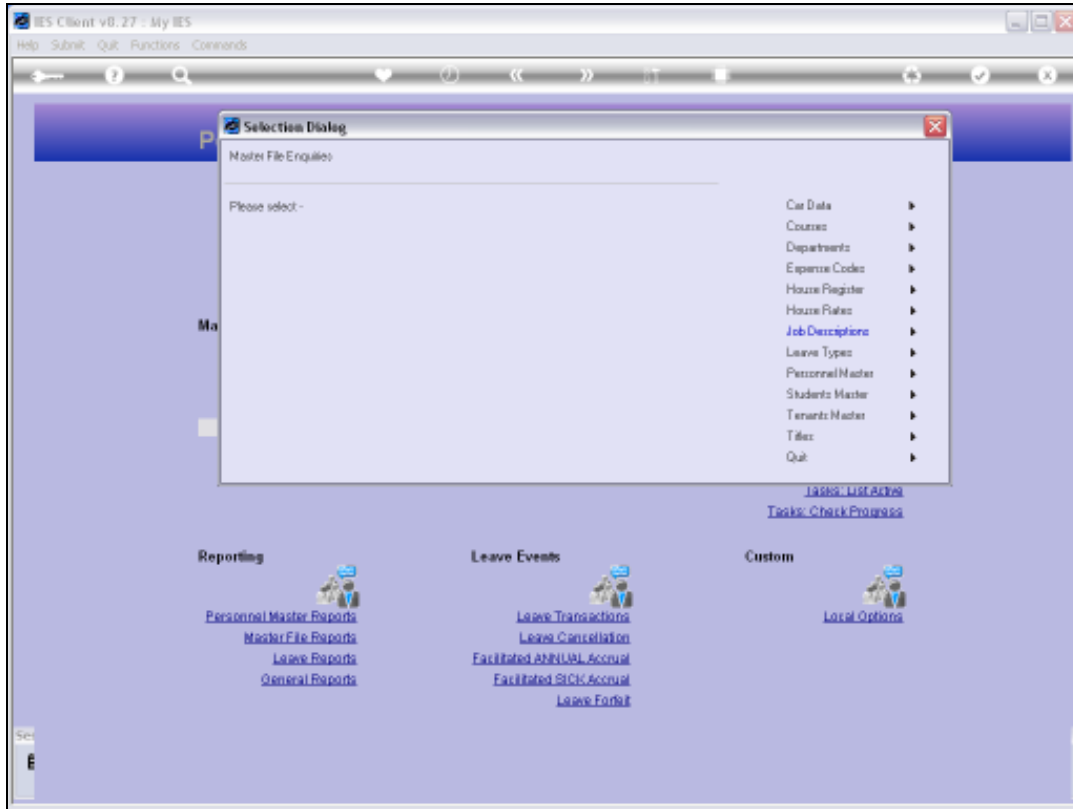 IES Client v8.27 : My IES
Help Submit Quit Functions Commands
Selection Dialog
Master File Enquiries
Please select -
Car Data
Courses
Departments
Expense Codes
House Register
House Rates
Job Descriptions
Leave Types
Personnel Master
Students Master
Tenants Master
Titles
Quit
P
Ma
Tasks: List Active
Tasks: Check Progress
Reporting
Personnel Master Reports
Master File Reports
Leave Reports
General Reports
Leave Events
Leave Transactions
Leave Cancellation
Facilitated ANNUAL Accrual
Facilitated SICK Accrual
Leave Forfeit
Custom
Local Options
Se